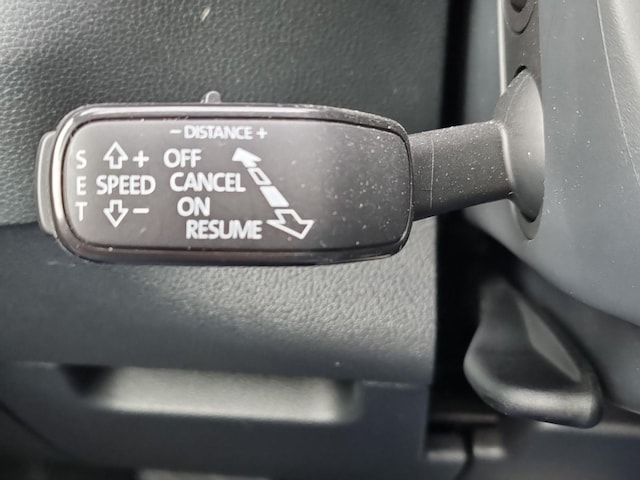 - DISTANCE +
S + OFF
E SPEED CANCEL
T - ON
RESUME